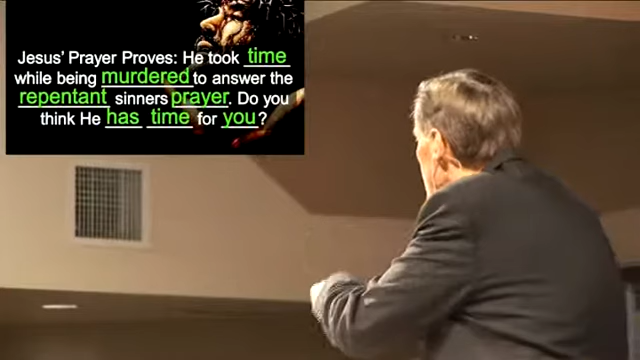 Jesus' Prayer Proves: He took time
while being murdered to answer the
repentant sinners prayer. Do you
think He has time for you?